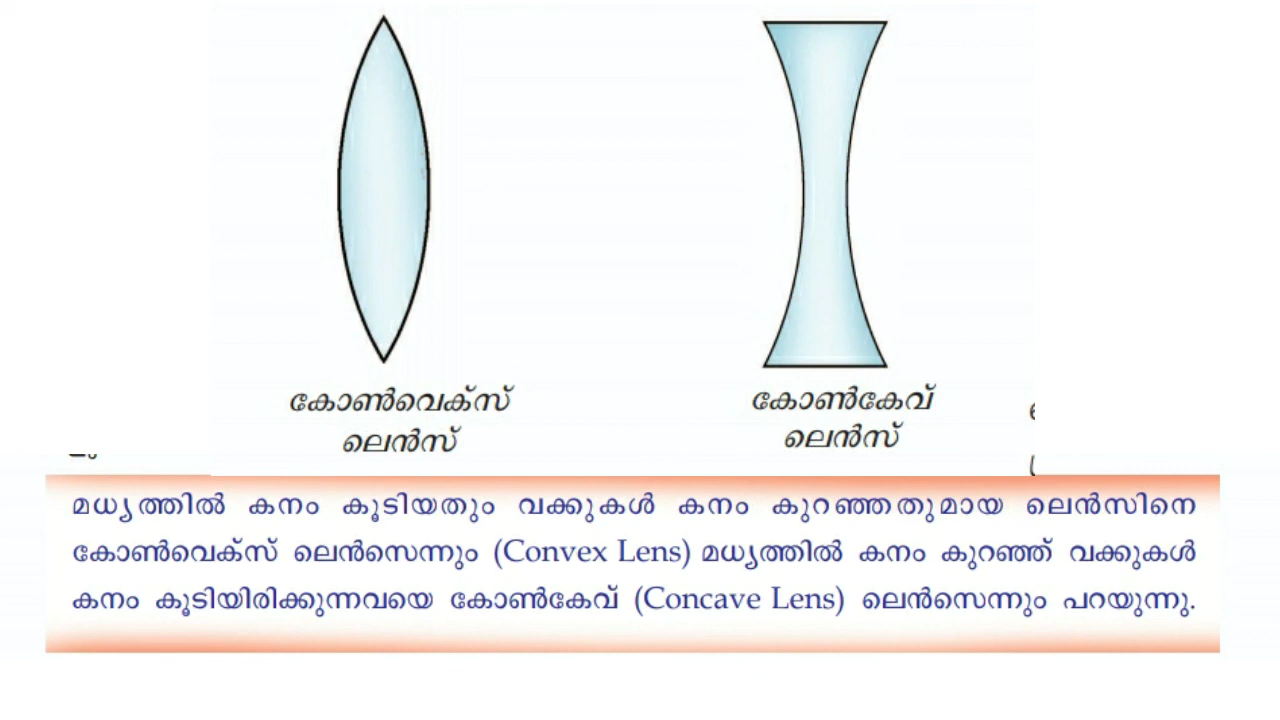 കോൺവെക്സ്
ലെൻസ്
കോൺകേവ്
ലെൻസ്
മധ്യത്തിൽ കനം കൂടിയതും വക്കുകൾ കനം കുറഞ്ഞതുമായ ലെൻസിനെ
കോൺവെക്സ് ലെൻസെന്നും (Convex Lens) മധ്യത്തിൽ കനം കുറഞ്ഞ് വക്കുകൾ
കനം കൂടിയിരിക്കുന്നവയെ കോൺകേവ് (Concave Lens) ലെൻസെന്നും പറയുന്നു.